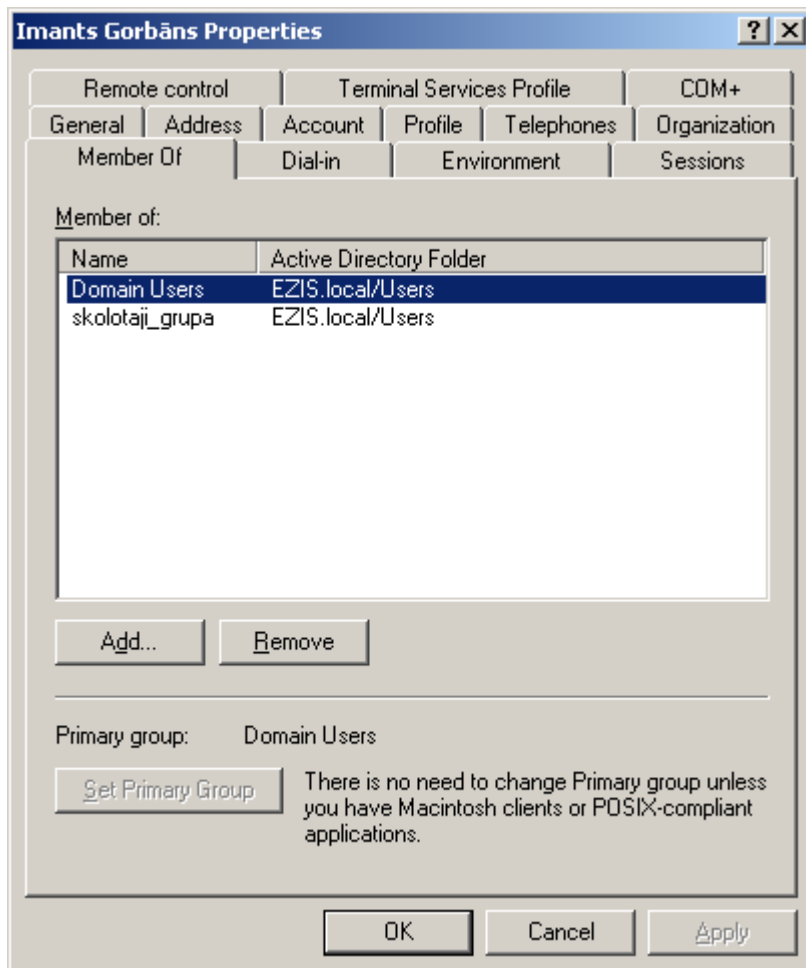 Imants Gorbāns Properties
Remote control Terminal Services Profile COM+
General Address Account Profile Telephones Organization
Member Of Dial-in Environment Sessions
Member of:
Name Active Directory Folder
Domain Users EZIS.local/Users
skolotaji_grupa EZIS.local/Users
Add... Remove
Primary group: Domain Users
Set Primary Group
There is no need to change Primary group unless
you have Macintosh clients or POSIX-compliant
applications.
OK Cancel Apply